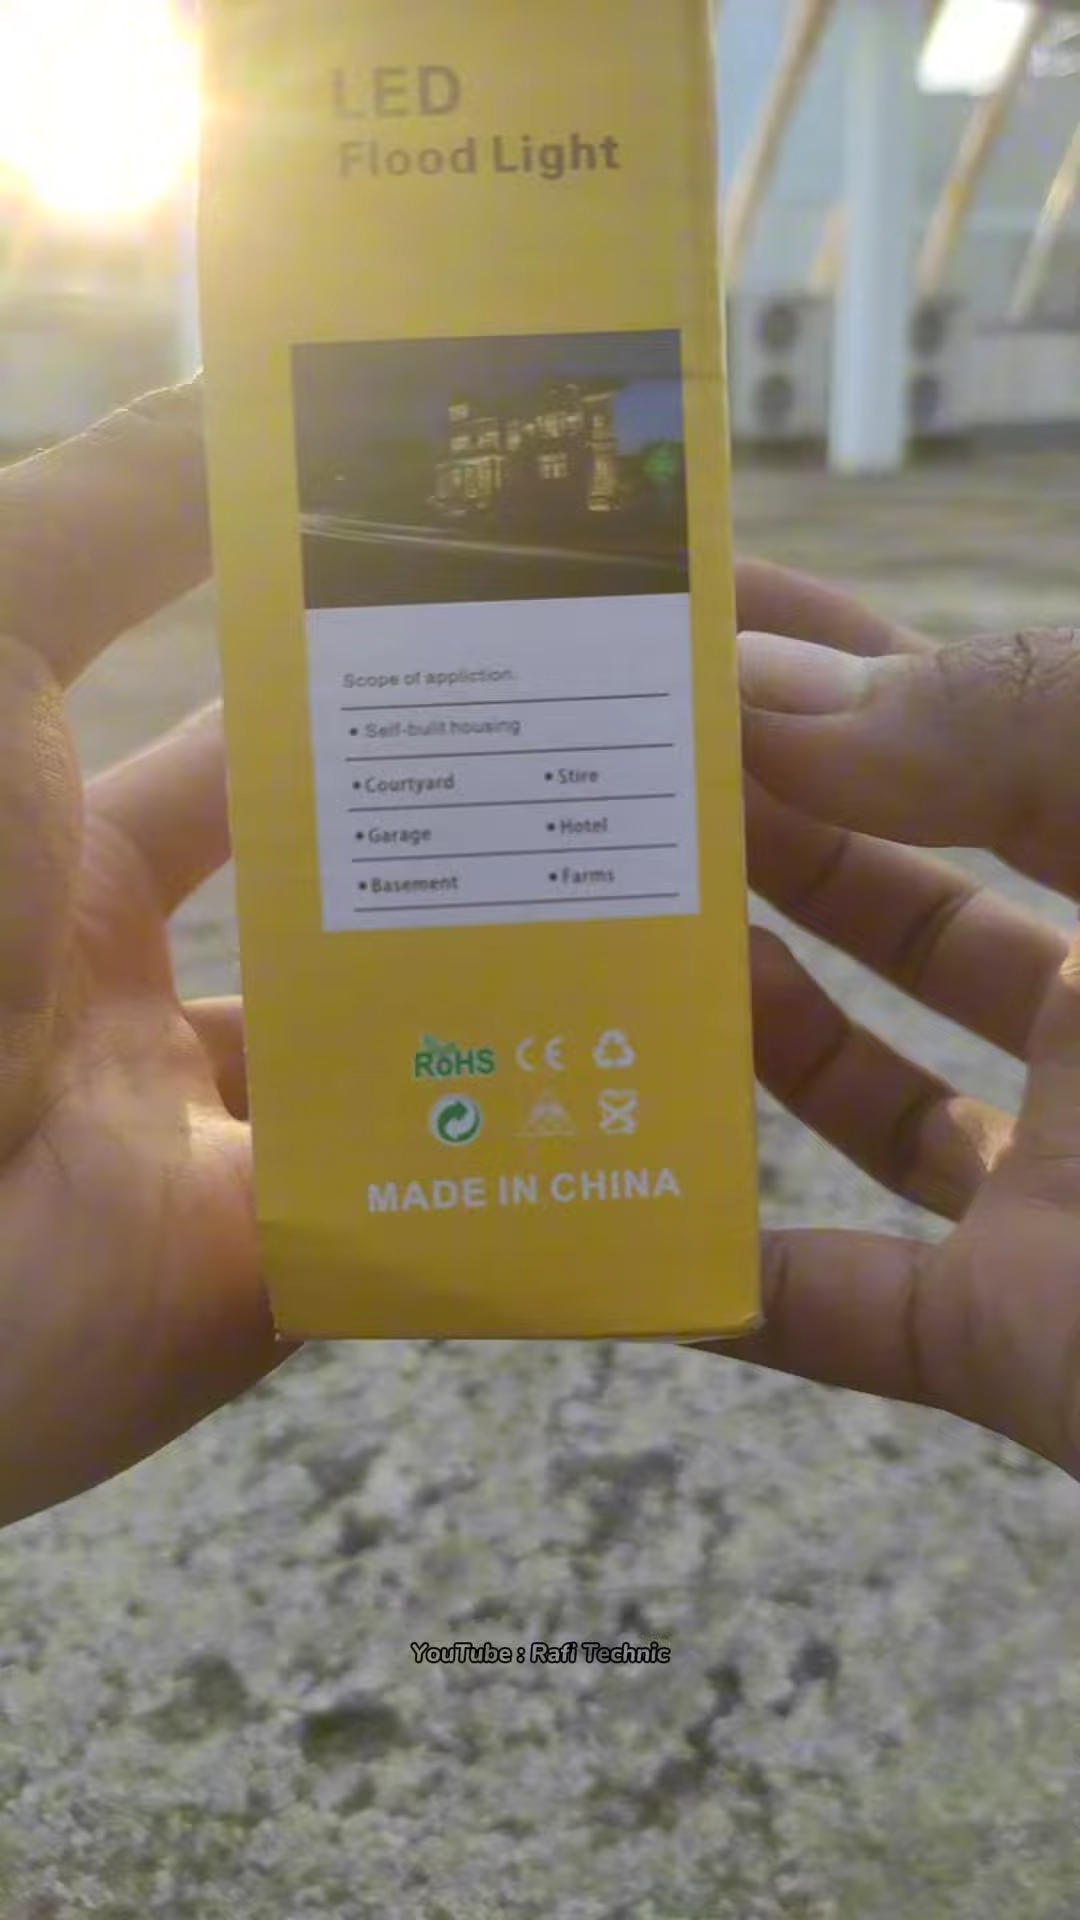 LED
Flood Light
Scope of appliction.
• Self-built housing
• Courtyard • Stire
• Garage • Hotel
• Basement • Farms
RoHS CE
MADE IN CHINA
YouTube : Rafi Technic